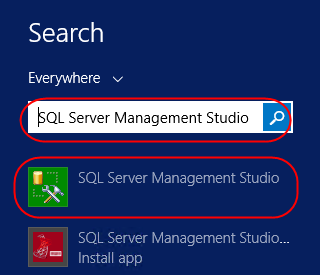 Search
Everywhere
SQL Server Management Studio
SQL Server Management Studio
SQL Server Management Studio...
Install app